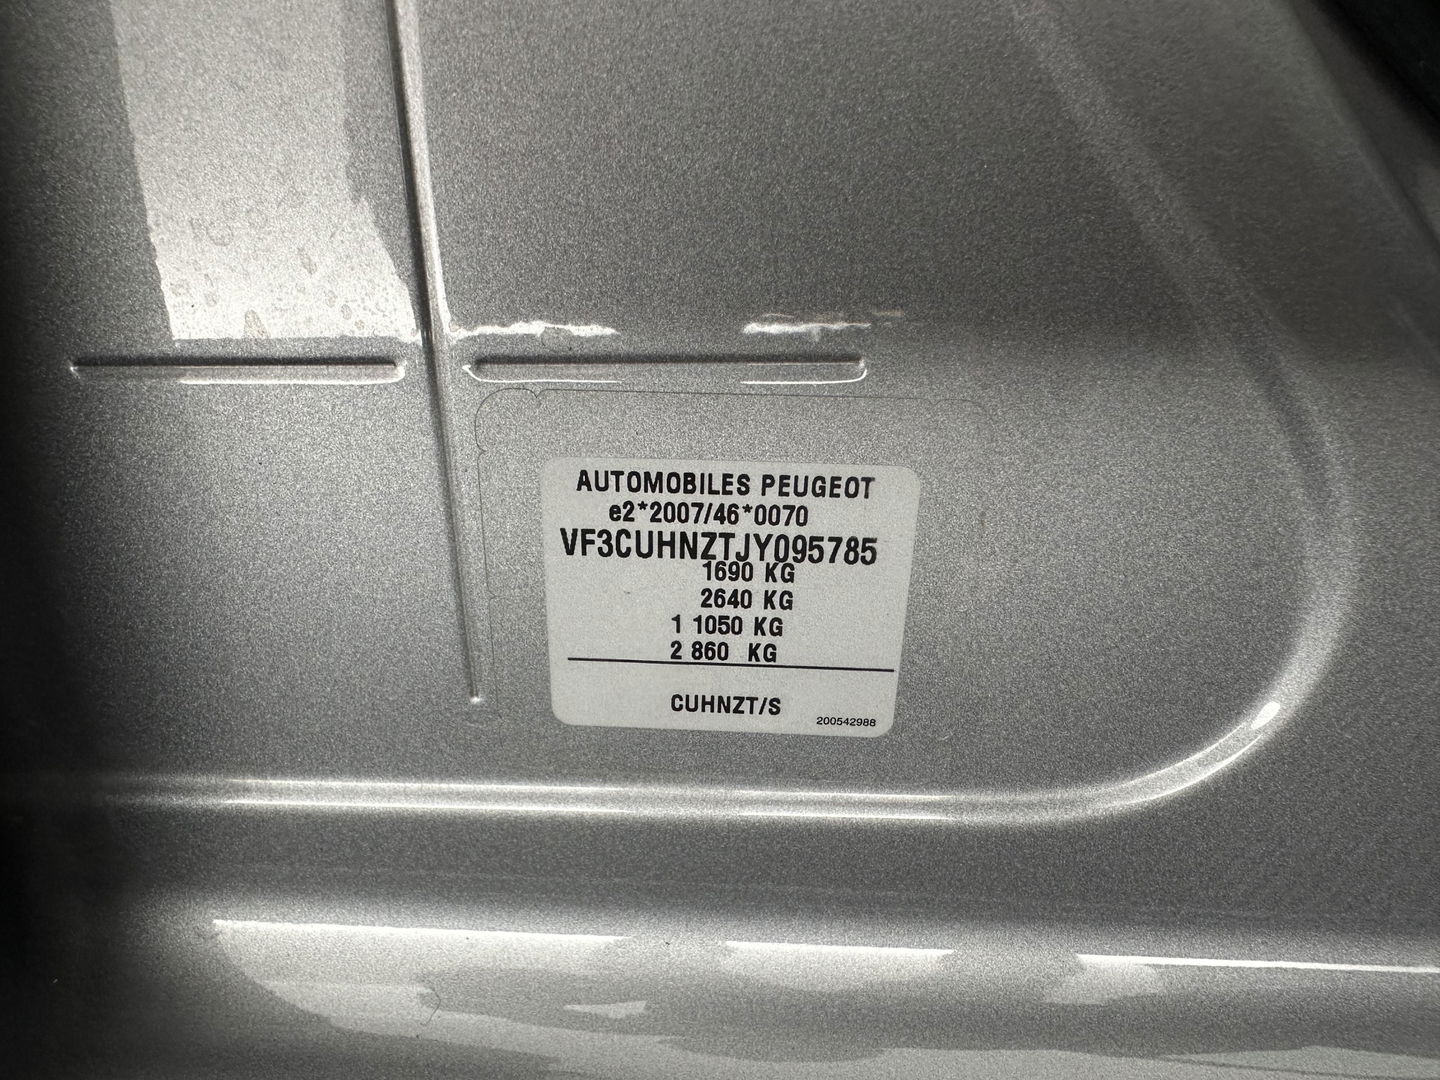 AUTOMOBILES PEUGEOT
e2*2007/46*0070
VF3CUHNZTJY095785
1690 KG
2640 KG
1 1050 KG
2 860 KG
CUHNZT/S
200542988